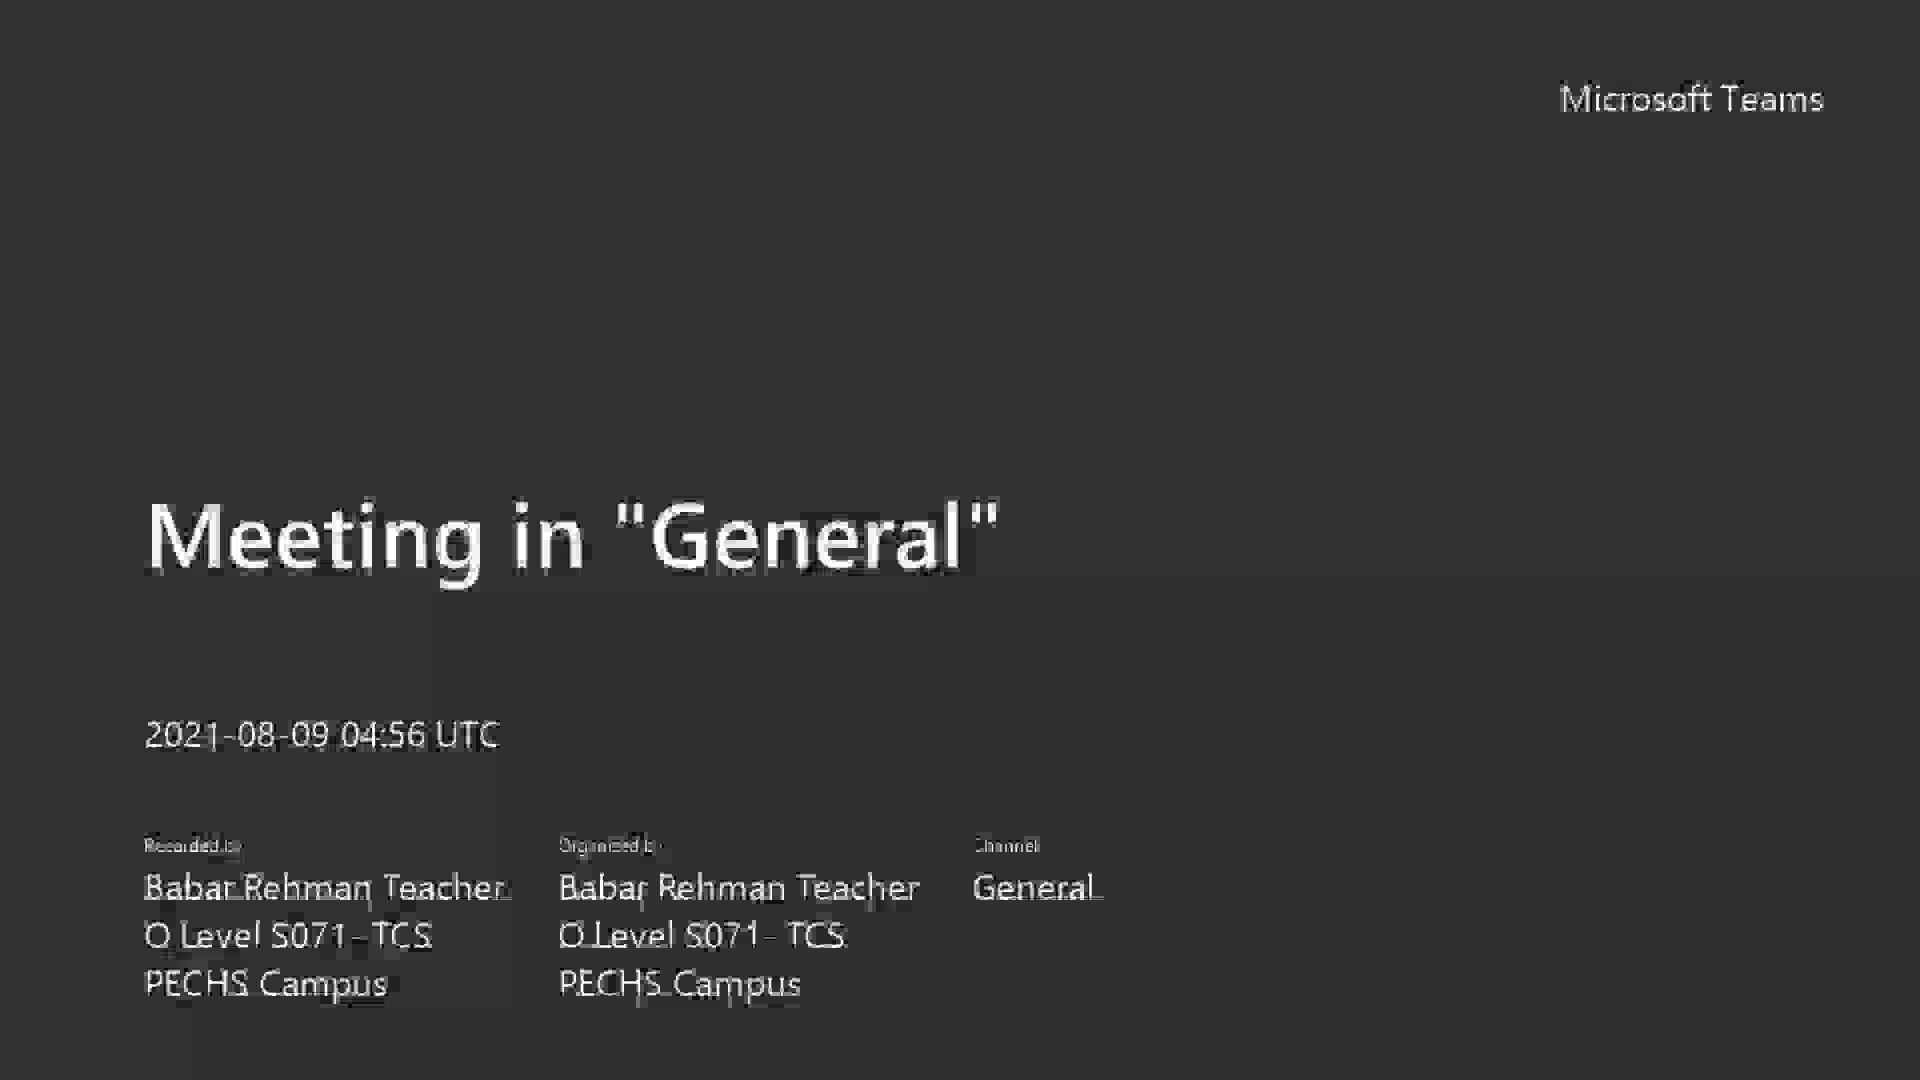 Microsoft Teams
Meeting in "General"
2021-08-09 04:56 UTC
Recorded by
Organized by
Channel
Babar Rehman Teacher
Babar Rehman Teacher
General
O Level S071- TCS
O Level S071- TCS
PECHS Campus
PECHS Campus